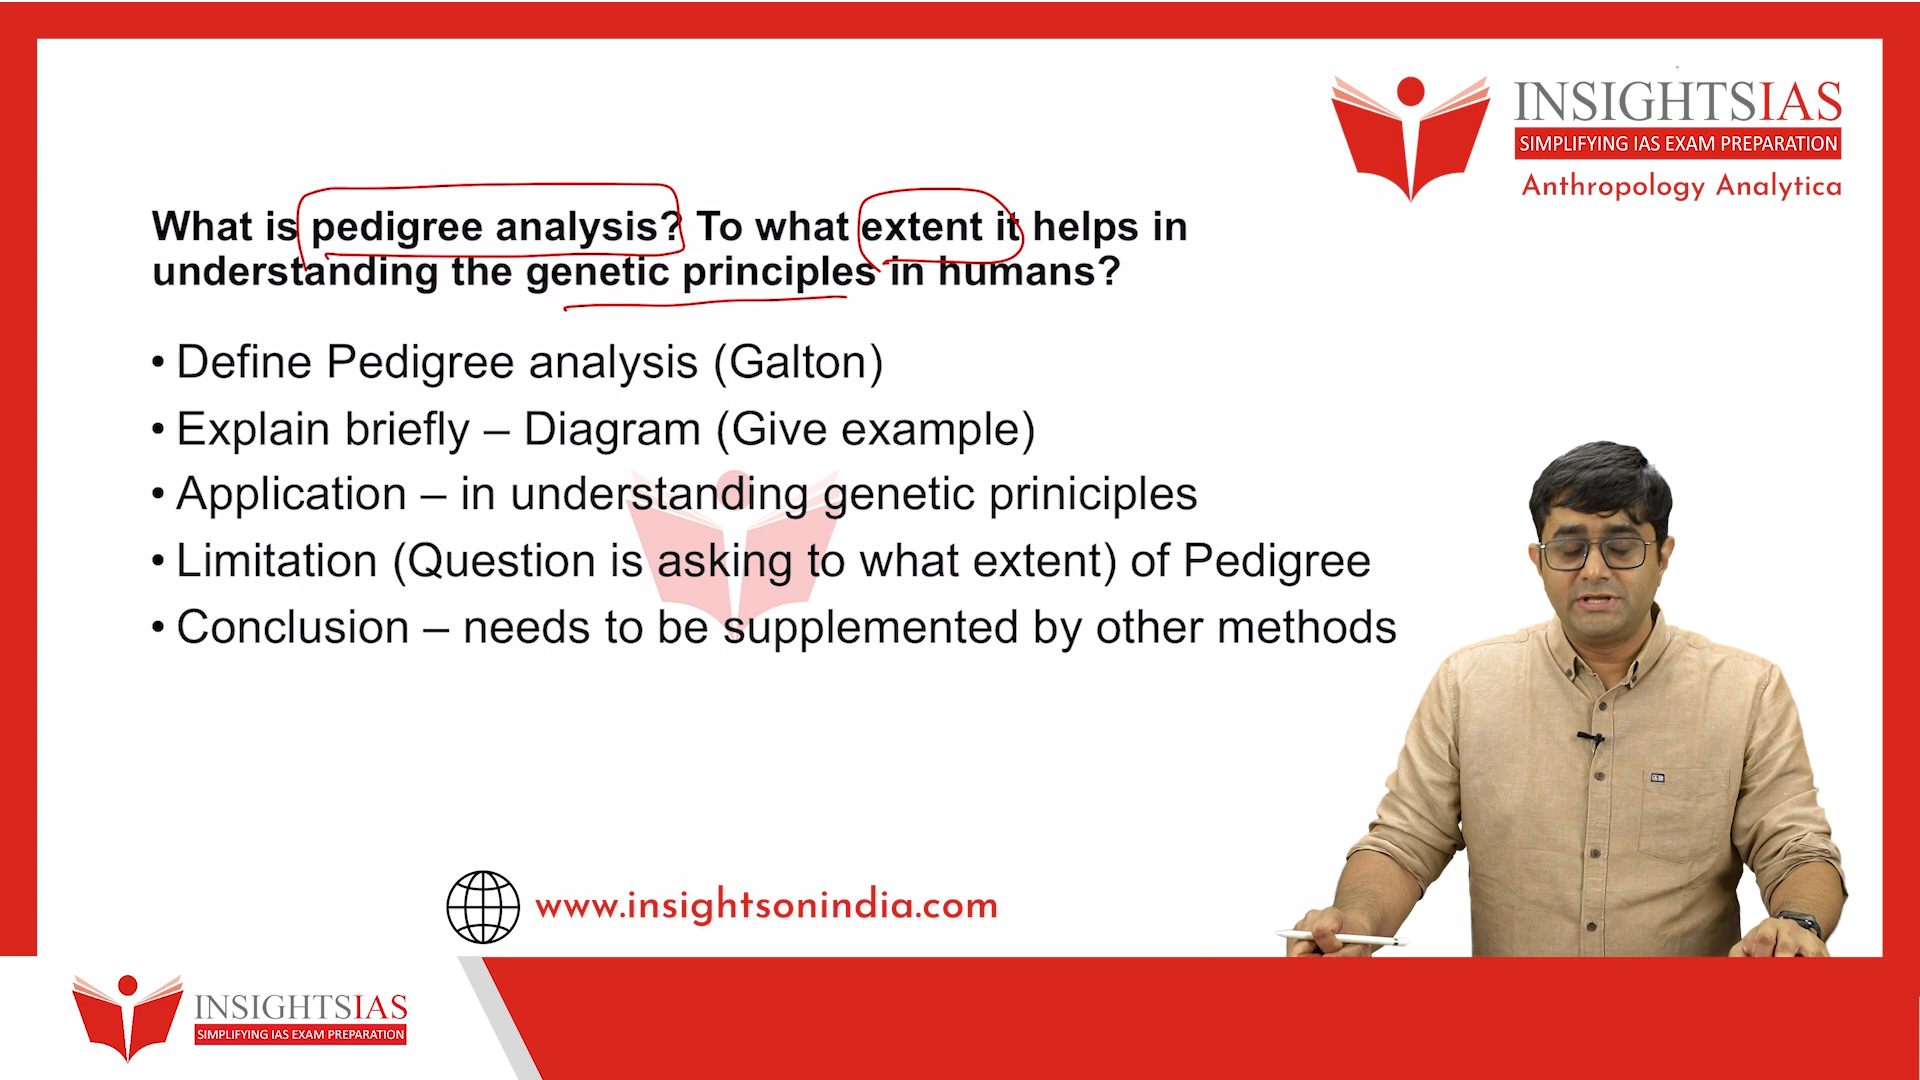 INSIGHTSIAS
SIMPLIFYING IAS EXAM PREPARATION
Anthropology Analytica
What is pedigree analysis? To what extent it helps in
understanding the genetic principles in humans?
• Define Pedigree analysis (Galton)
• Explain briefly – Diagram (Give example)
• Application – in understanding genetic priniciples
• Limitation (Question is asking to what extent) of Pedigree
• Conclusion – needs to be supplemented by other methods
www.insightsonindia.com
INSIGHTSIAS
SIMPLIFYING IAS EXAM PREPARATION